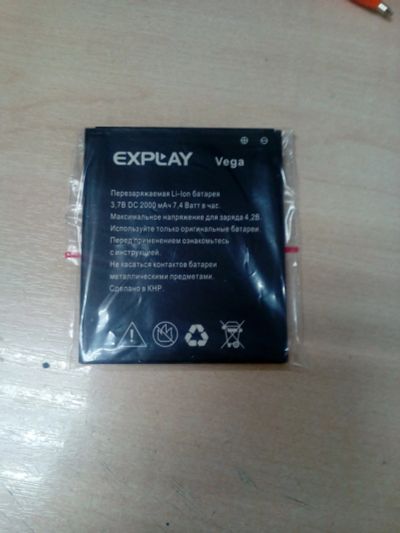 EXPLAY Vega
Перезаряжаемая Li-Ion батарея
3,7В DC 2000 мАч 7,4 Ватт в час.
Максимальное напряжение для заряда 4,2В
Используйте только оригинальные батареи
Перед применением ознакомьтесь
с инструкцией.
Не касаться контактов батареи
металлическими предметами.
Сделано в КНР.